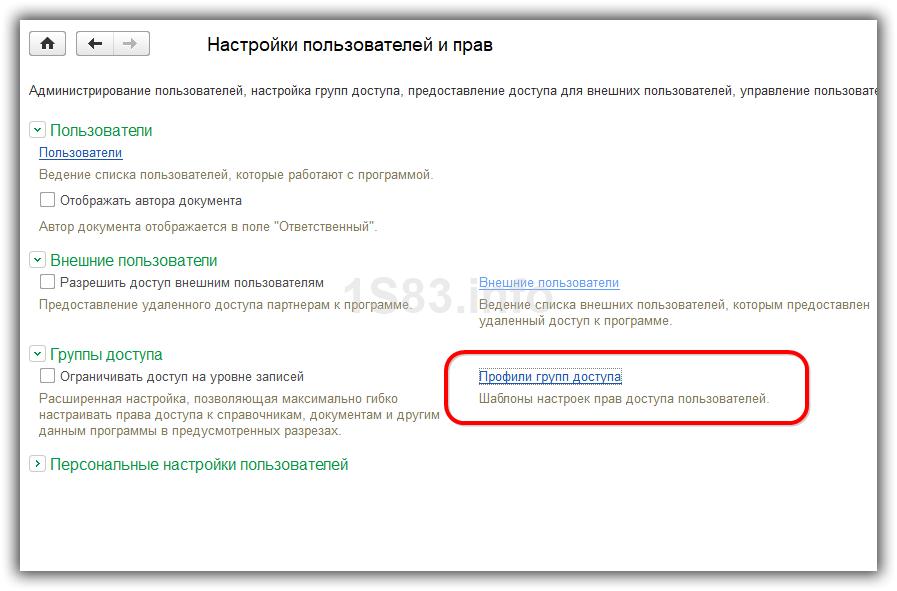 Настройки пользователей и прав
Администрирование пользователей, настройка групп доступа, предоставление доступа для внешних пользователей, управление пользоват
Пользователи
Пользователи
Ведение списка пользователей, которые работают с программой.
Отображать автора документа
Автор документа отображается в поле "Ответственный".
Внешние пользователи
Разрешить доступ внешним пользователям
Внешние пользователи
1S83.info
Предоставление удаленного доступа партнерам к программе.
Ведение списка внешних пользователей, которым предоставлен
удаленный доступ к программе.
Группы доступа
Ограничивать доступ на уровне записей
Профили групп доступа
Расширенная настройка, позволяющая максимально гибко
настраивать права доступа к справочникам, документам и другим
данным программы в предусмотренных разрезах.
Шаблоны настроек прав доступа пользователей.
Персональные настройки пользователей